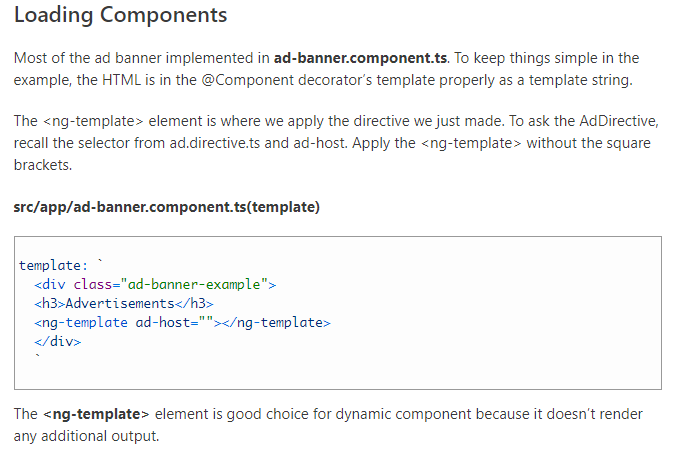 Loading Components
Most of the ad banner implemented in ad-banner.component.ts. To keep things simple in the
example, the HTML is in the @Component decorator's template properly as a template string.
The <ng-template> element is where we apply the directive we just made. To ask the AdDirective,
recall the selector from ad.directive.ts and ad-host. Apply the <ng-template> without the square
brackets.
src/app/ad-banner.component.ts(template)
template: `
<div class="ad-banner-example">
<h3>Advertisements</h3>
<ng-template ad-host=""></ng-template>
</div>
`
The <ng-template> element is good choice for dynamic component because it doesn't render
any additional output.